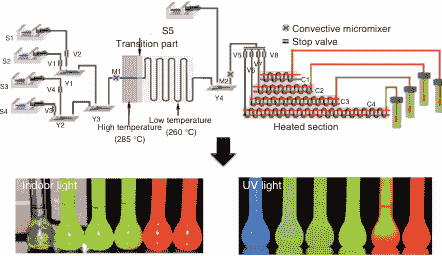 S5
Convective micromixer
Stop valve
S1
Transition part
V2
V5
V8
S2
M2
V6
V7
V1
M1
C1
S3
Y1
C2
V4
Y4
C3
C4
V3
S4
Y3
Y2
High temperature
(285 °C)
Low temperature
(260 °C)
Heated section
Indoor light
UV light